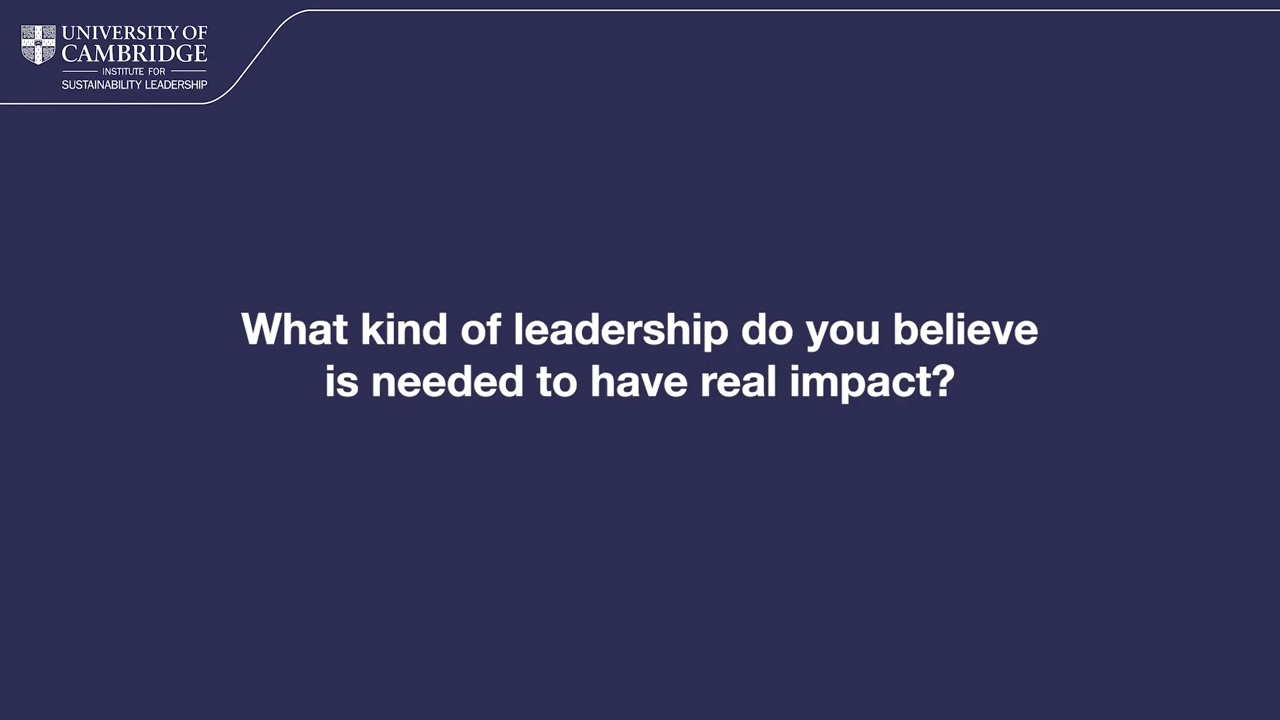 UNIVERSITY OF
CAMBRIDGE
INSTITUTE FOR
SUSTAINABILITY LEADERSHIP
What kind of leadership do you believe
is needed to have real impact?